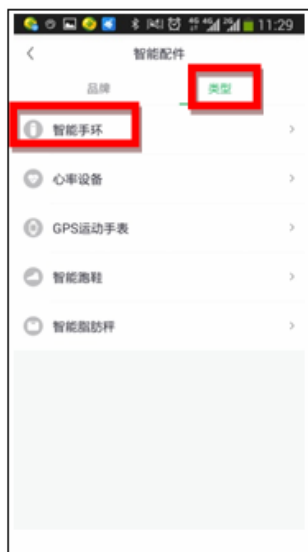 11:29
智能配件
品牌 类型
智能手环
心率设备
GPS运动手表
智能跑鞋
智能脂肪秤